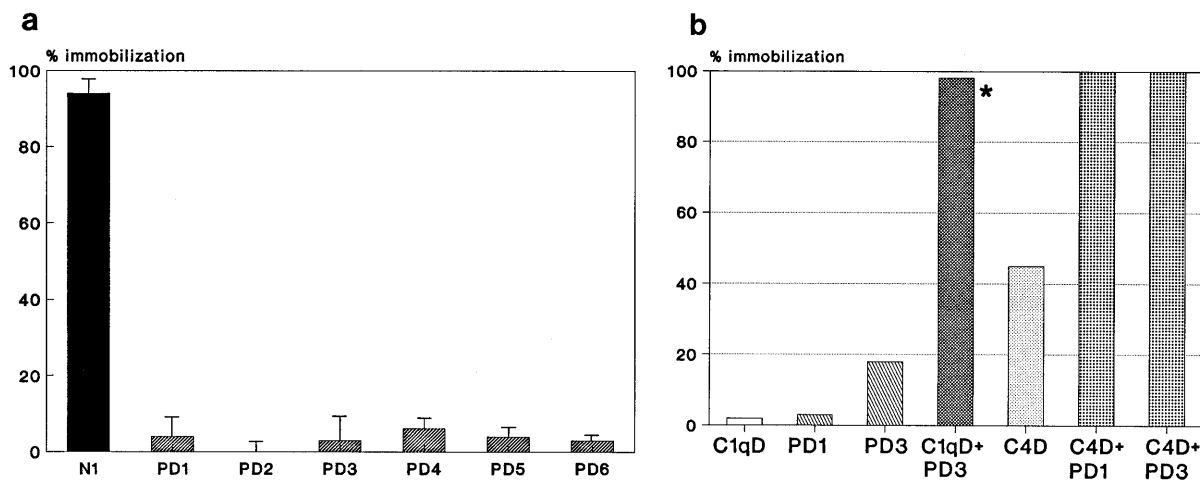 a
% immobilization
100
80
60
40
20
0
N1 PD1 PD2 PD3 PD4 PD5 PD6
b
% immobilization
100
80
60
40
20
0
*
C1qD PD1 PD3 C1qD+ C4D C4D+ C4D+
PD3 PD1 PD3